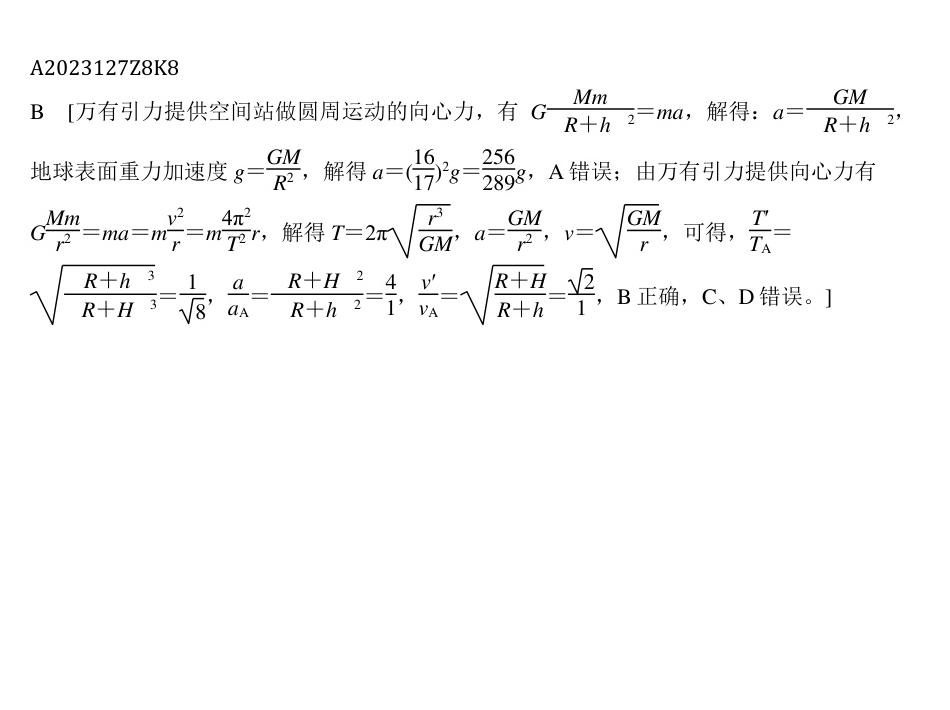 A2023127Z8K8
B [万有引力提供空间站做圆周运动的向心力，有 G\frac{Mm}{R＋h^2}＝ma，解得：a＝\frac{GM}{R＋h^2}，
地球表面重力加速度 g＝\frac{GM}{R^2}，解得 a＝(\frac{16}{17})^2g＝\frac{256}{289}g，A 错误；由万有引力提供向心力有
G\frac{Mm}{r^2}＝ma＝m\frac{v^2}{r}＝m\frac{4π^2}{T^2}r，解得 T＝2π\sqrt{\frac{r^3}{GM}}，a＝\frac{GM}{r^2}，v＝\sqrt{\frac{GM}{r}}，可得，\frac{T′}{T_A}＝
\sqrt{\frac{R＋h^3}{R＋H^3}}＝\frac{1}{\sqrt{8}}，\frac{a}{a_A}＝\frac{R＋H^2}{R＋h^2}＝\frac{4}{1}，\frac{v′}{v_A}＝\sqrt{\frac{R＋H}{R＋h}}＝\frac{\sqrt{2}}{1}，B 正确，C、D 错误。]